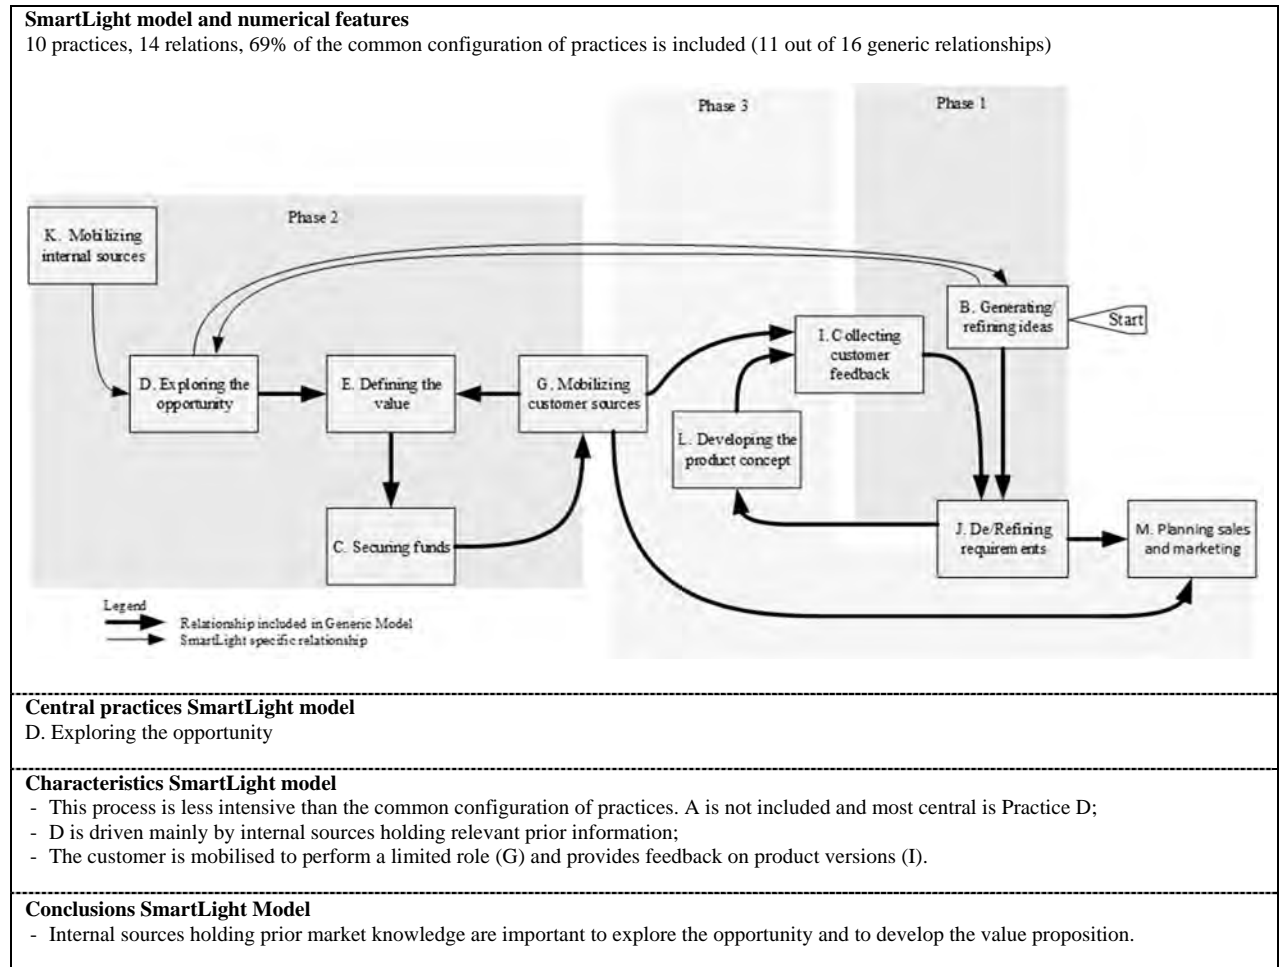 SmartLight model and numerical features
10 practices, 14 relations, 69% of the common configuration of practices is included (11 out of 16 generic relationships)
Phase 3
Phase 1
Phase 2
K. Mobilizing
internal sources
B. Generating/
refining ideas
Start
I. Collecting
customer
feedback
D. Exploring the
opportunity
E. Defining the
value
G. Mobilizing
customer sources
L. Developing the
product concept
C. Securing funds
J. De/Refining
requirements
M. Planning sales
and marketing
Legend
Relationship included in Generic Model
SmartLight specific relationship
Central practices SmartLight model
D. Exploring the opportunity
Characteristics SmartLight model
- This process is less intensive than the common configuration of practices. A is not included and most central is Practice D;
- D is driven mainly by internal sources holding relevant prior information;
- The customer is mobilised to perform a limited role (G) and provides feedback on product versions (I).
Conclusions SmartLight Model
- Internal sources holding prior market knowledge are important to explore the opportunity and to develop the value proposition.